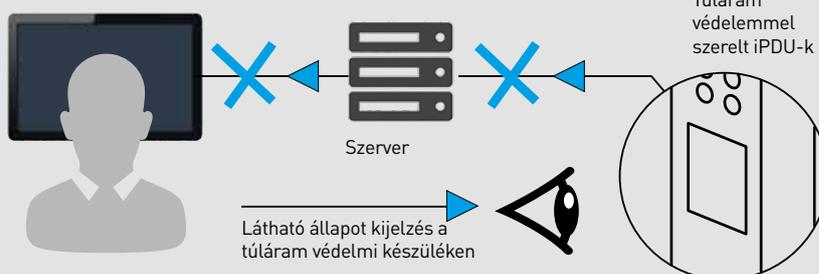 Túláram
védelemmel
szerelt iPDU-k
Szerver
Látható állapot kijelzés a
túláram védelmi készüléken